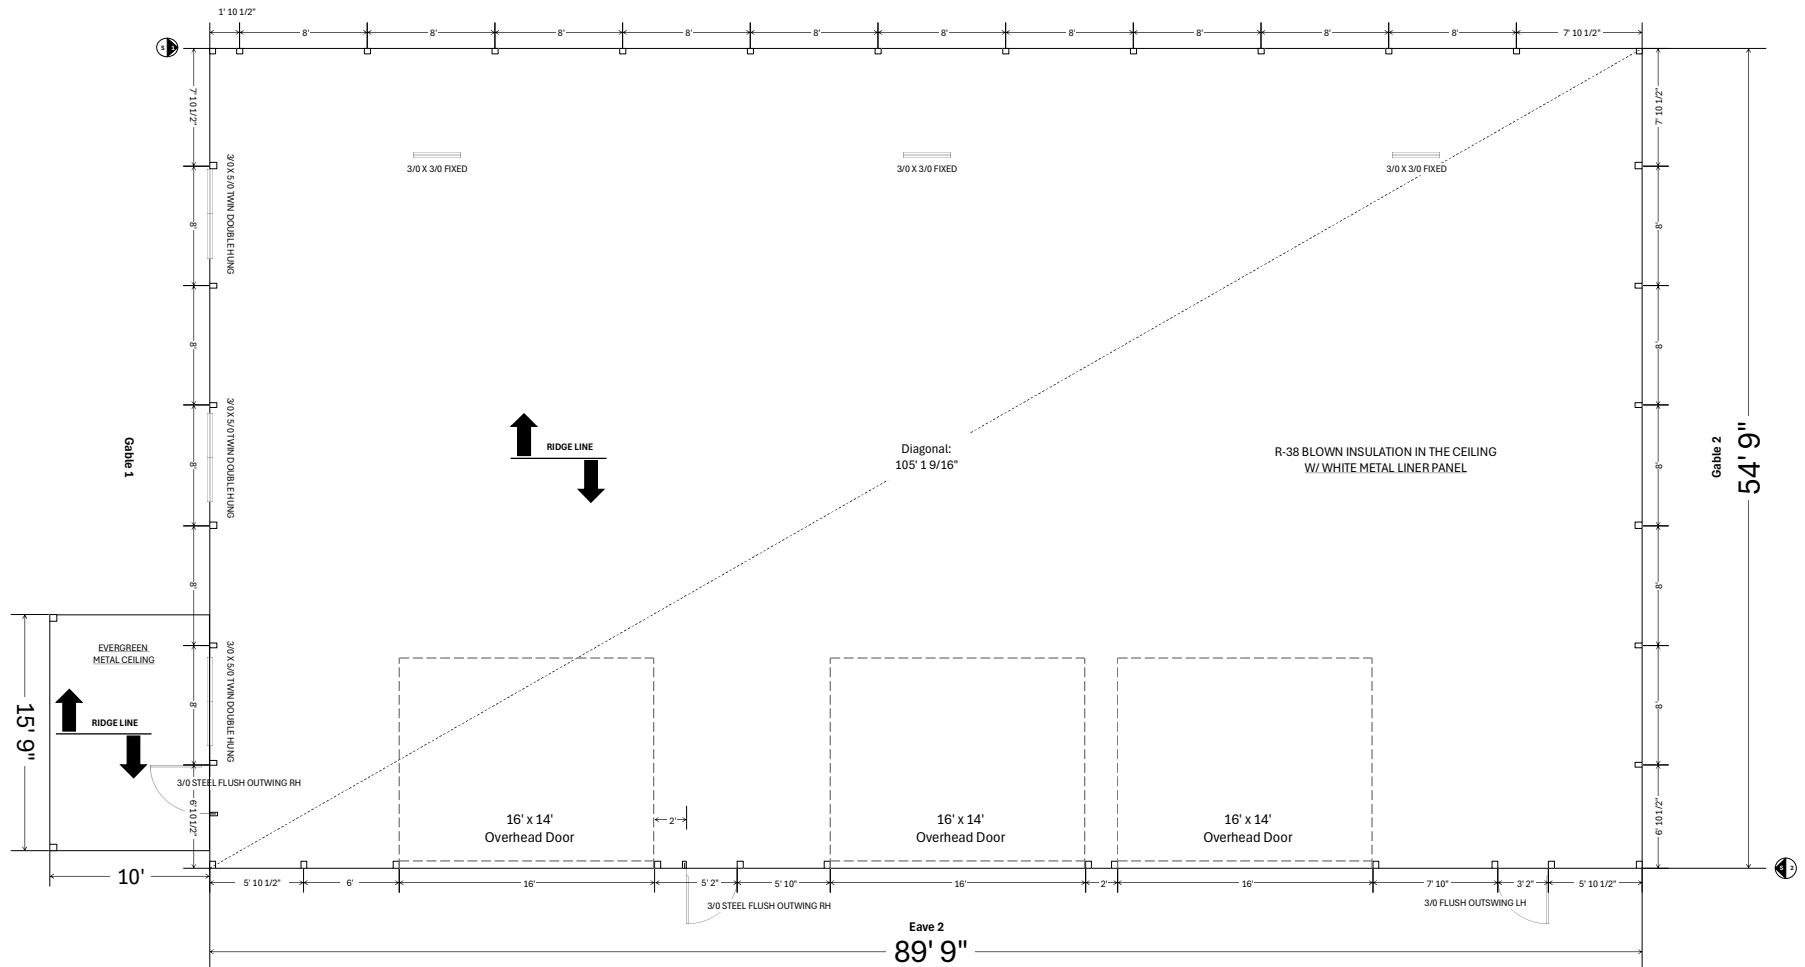 1' 10 1/2"
8'
8'
8'
8'
8'
8'
8'
8'
8'
8'
7' 10 1/2"
7' 10 1/2"
8'
8'
8'
8'
8'
6' 10 1/2"
3/0 X 5/0 TWIN DOUBLE HUNG
3/0 X 5/0 TWIN DOUBLE HUNG
3/0 X 5/0 TWIN DOUBLE HUNG
3/0 X 3/0 FIXED
3/0 X 3/0 FIXED
3/0 X 3/0 FIXED
7' 10 1/2"
8'
8'
8'
8'
8'
6' 10 1/2"
Gable 1
RIDGE LINE
Diagonal:
105' 1 9/16"
R-38 BLOWN INSULATION IN THE CEILING
W/ WHITE METAL LINER PANEL
Gable 2
54' 9"
EVERGREEN
METAL CEILING
RIDGE LINE
15' 9"
10'
3/0 STEEL FLUSH OUTWING RH
16' x 14'
Overhead Door
2'
16' x 14'
Overhead Door
16' x 14'
Overhead Door
5' 10 1/2"
6'
16'
5' 2"
5' 10"
16'
2'
16'
7' 10"
3' 2"
5' 10 1/2"
3/0 STEEL FLUSH OUTWING RH
3/0 FLUSH OUTSWING LH
Eave 2
89' 9"